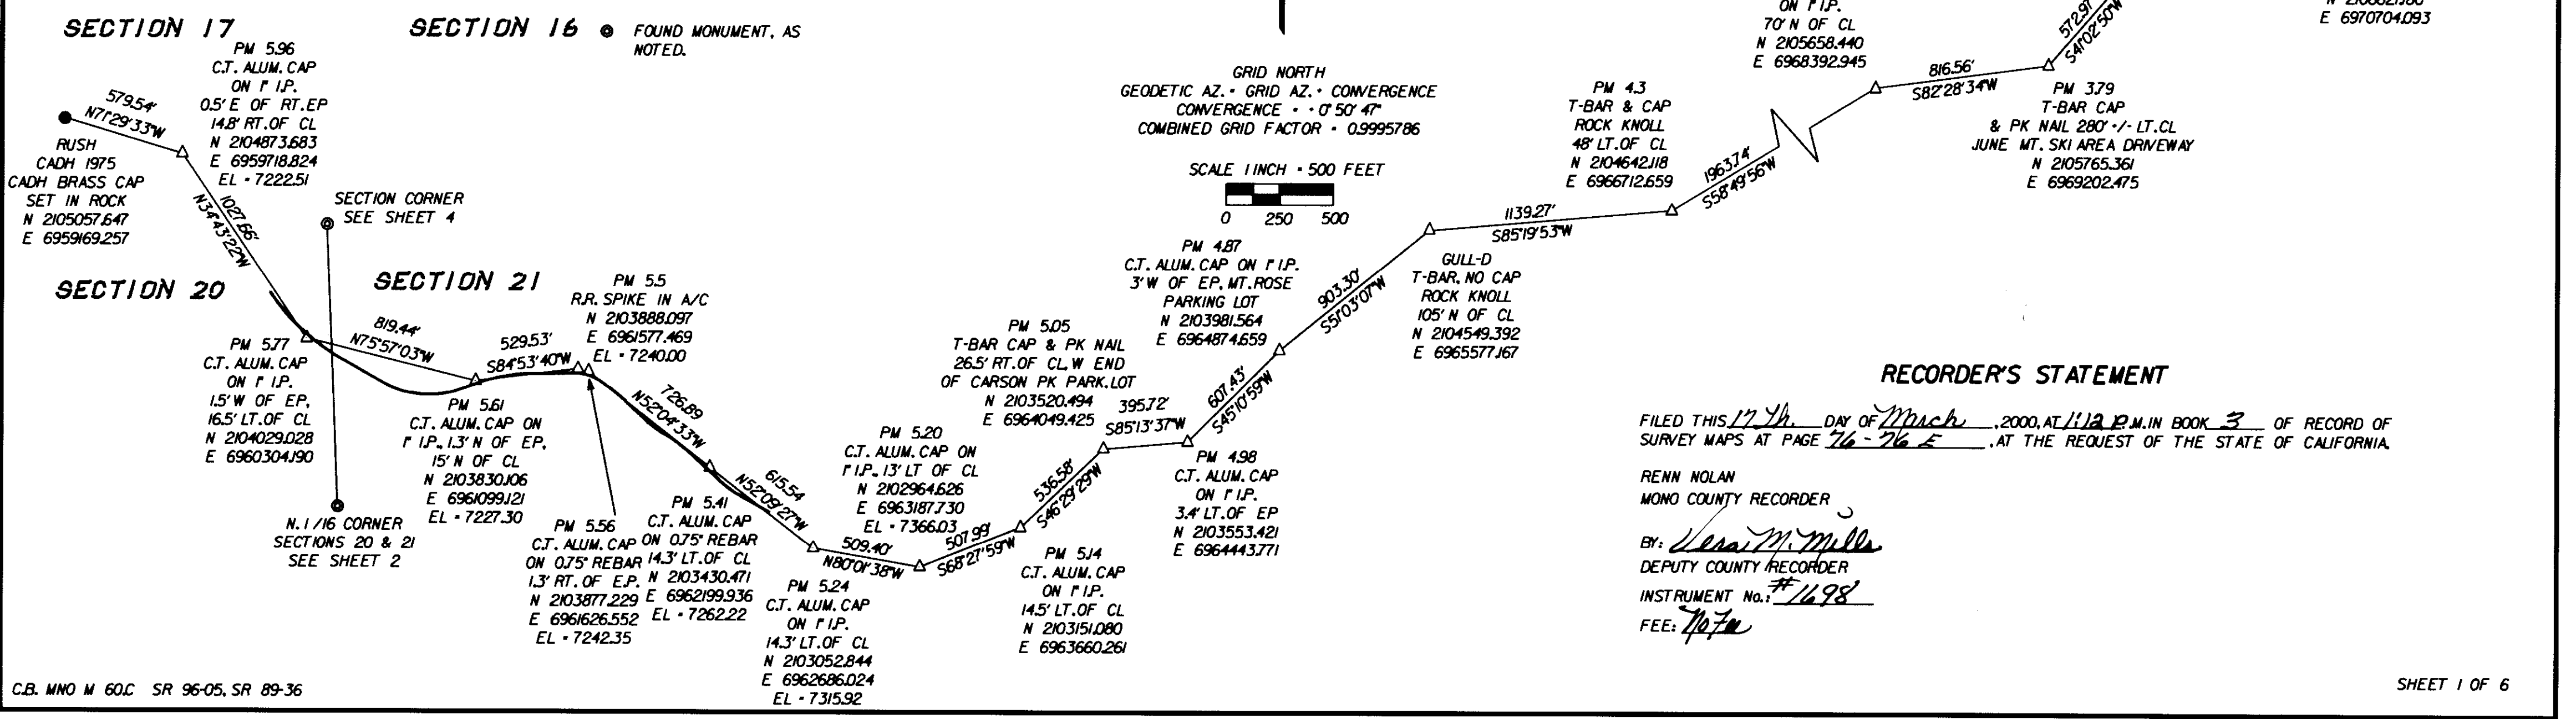 SECTION 17
SECTION 16
FOUND MONUMENT, AS
NOTED.
PM 5.96
C.T. ALUM. CAP
ON 1" I.P.
0.5' E OF RT.EP
14.8' RT.OF CL
N 2104873.683
E 6959718.824
EL = 7222.51
579.54'
N71°29'33"W
RUSH
CADH 1975
CADH BRASS CAP
SET IN ROCK
N 2105057.647
E 6959169.257
1027.66'
N34°43'22"W
SECTION CORNER
SEE SHEET 4
SECTION 20
SECTION 21
PM 5.77
C.T. ALUM. CAP
ON 1" I.P.
1.5' W OF EP,
16.5' LT.OF CL
N 2104029.028
E 6960304.190
N. 1/16 CORNER
SECTIONS 20 & 21
SEE SHEET 2
819.44'
N75°57'03"W
PM 5.61
C.T. ALUM. CAP ON
1" I.P., 1.3' N OF EP,
15' N OF CL
N 2103830.106
E 6961099.121
EL = 7227.30
529.53'
S84°53'40"W
PM 5.5
R.R. SPIKE IN A/C
N 2103888.097
E 6961577.469
EL = 7240.00
PM 5.56
C.T. ALUM. CAP
ON 0.75" REBAR
1.3' RT. OF E.P.
N 2103877.229
E 6961626.552
EL = 7242.35
726.89
N52°04'33"W
PM 5.41
C.T. ALUM. CAP
ON 0.75" REBAR
14.3' LT.OF CL
N 2103430.471
E 6962199.936
EL = 7262.22
615.54
N52°09'27"W
PM 5.24
C.T. ALUM. CAP
ON 1" I.P.
14.3' LT.OF CL
N 2103052.844
E 6962686.024
EL = 7315.92
509.40'
N80°01'38"W
PM 5.20
C.T. ALUM. CAP ON
1" I.P., 13' LT OF CL
N 2102964.626
E 6963187.730
EL = 7366.03
507.99'
S68°27'59"W
PM 5.14
C.T. ALUM. CAP
ON 1" I.P.
14.5' LT.OF CL
N 2103151.080
E 6963660.261
536.58'
S46°29'29"W
PM 5.05
T-BAR CAP & PK NAIL
26.5' RT.OF CL, W END
OF CARSON PK PARK.LOT
N 2103520.494
E 6964049.425
395.72'
S85°13'37"W
PM 4.98
C.T. ALUM. CAP
ON 1" I.P.
3.4' LT.OF EP
N 2103553.421
E 6964443.771
607.43'
S45°10'59"W
PM 4.87
C.T. ALUM. CAP ON 1" I.P.
3' W OF EP, MT.ROSE
PARKING LOT
N 2103981.564
E 6964874.659
903.30'
S51°03'07"W
GRID NORTH
GEODETIC AZ. = GRID AZ. + CONVERGENCE
CONVERGENCE = + 0° 50' 47"
COMBINED GRID FACTOR = 0.9995786
SCALE 1 INCH = 500 FEET
0 250 500
GULL-D
T-BAR, NO CAP
ROCK KNOLL
105' N OF CL
N 2104549.392
E 6965577.167
1139.27'
S85°19'53"W
PM 4.3
T-BAR & CAP
ROCK KNOLL
48' LT.OF CL
N 2104642.118
E 6966712.659
1963.74'
S58°49'56"W
ON 1" I.P.
70' N OF CL
N 2105658.440
E 6968392.945
816.56'
S82°28'34"W
PM 3.79
T-BAR CAP
& PK NAIL 280' +/- LT.CL
JUNE MT. SKI AREA DRIVEWAY
N 2105765.361
E 6969202.475
572.97'
S41°02'50"W
E 6970704.093
RECORDER'S STATEMENT
FILED THIS 17 Th. DAY OF March , 2000, AT 1:12 P.M. IN BOOK 3 OF RECORD OF
SURVEY MAPS AT PAGE 76-76 E , AT THE REQUEST OF THE STATE OF CALIFORNIA.
RENN NOLAN
MONO COUNTY RECORDER
BY: M. Mills
DEPUTY COUNTY RECORDER
INSTRUMENT No.: #1698
FEE: No Fee
C.B. MNO M 60.C SR 96-05, SR 89-36
SHEET 1 OF 6